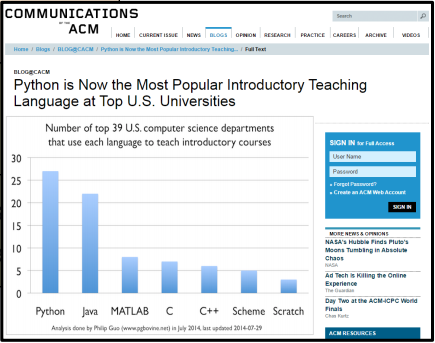 COMMUNICATIONS
OF THE
ACM
Search
HOME CURRENT ISSUE NEWS BLOGS OPINION RESEARCH PRACTICE CAREERS ARCHIVE VIDEOS
Home / Blogs / BLOG@CACM / Python is Now the Most Popular Introductory Teaching... / Full Text
BLOG@CACM
Python is Now the Most Popular Introductory Teaching
Language at Top U.S. Universities
Number of top 39 U.S. computer science departments
that use each language to teach introductory courses
30
25
20
15
10
5
0
Python Java MATLAB C C++ Scheme Scratch
Analysis done by Philip Guo (www.pgbovine.net) in July 2014, last updated 2014-07-29
SIGN IN for Full Access
User Name
Password
» Forgot Password?
» Create an ACM Web Account
SIGN IN
MORE NEWS & OPINIONS
NASA's Hubble Finds Pluto's
Moons Tumbling in Absolute
Chaos
NASA
Ad Tech Is Killing the Online
Experience
The Guardian
Day Two at the ACM-ICPC World
Finals
Chee Kertz
ACM RESOURCES